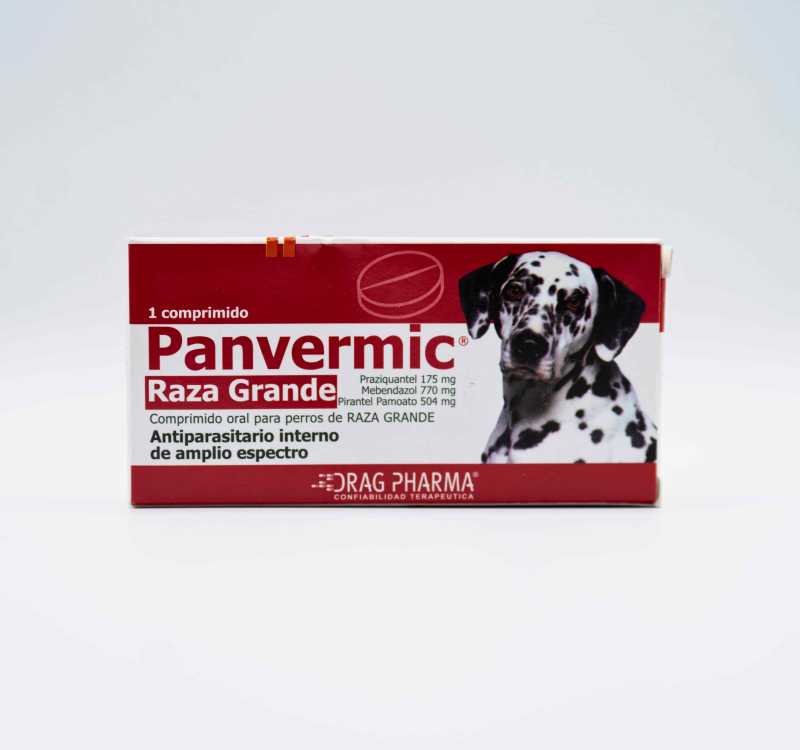 1 comprimido
Panvermic®
Raza Grande
Praziquantel 175 mg
Mebendazol 770 mg
Pirantel Pamoato 504 mg
Comprimido oral para perros de RAZA GRANDE
Antiparasitario interno
de amplio espectro
DRAG PHARMA®
CONFIABILIDAD TERAPEUTICA